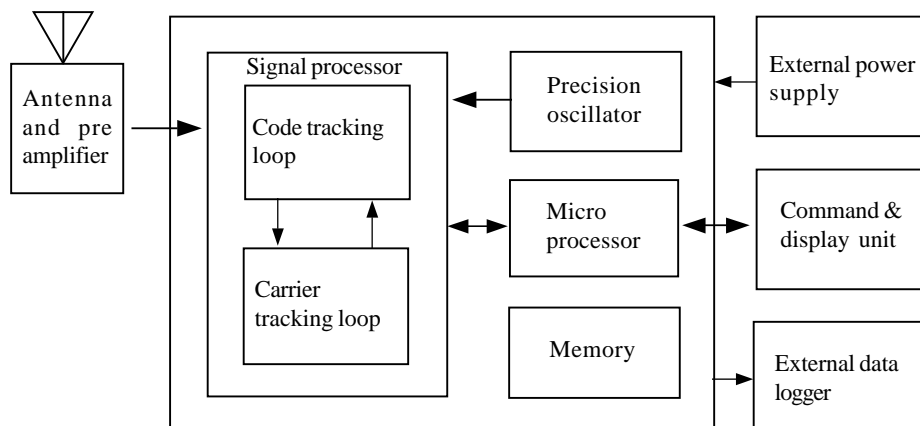 Antenna
and pre
amplifier
Signal processor
Code tracking
loop
Carrier
tracking loop
Precision
oscillator
Micro
processor
Memory
External power
supply
Command &
display unit
External data
logger